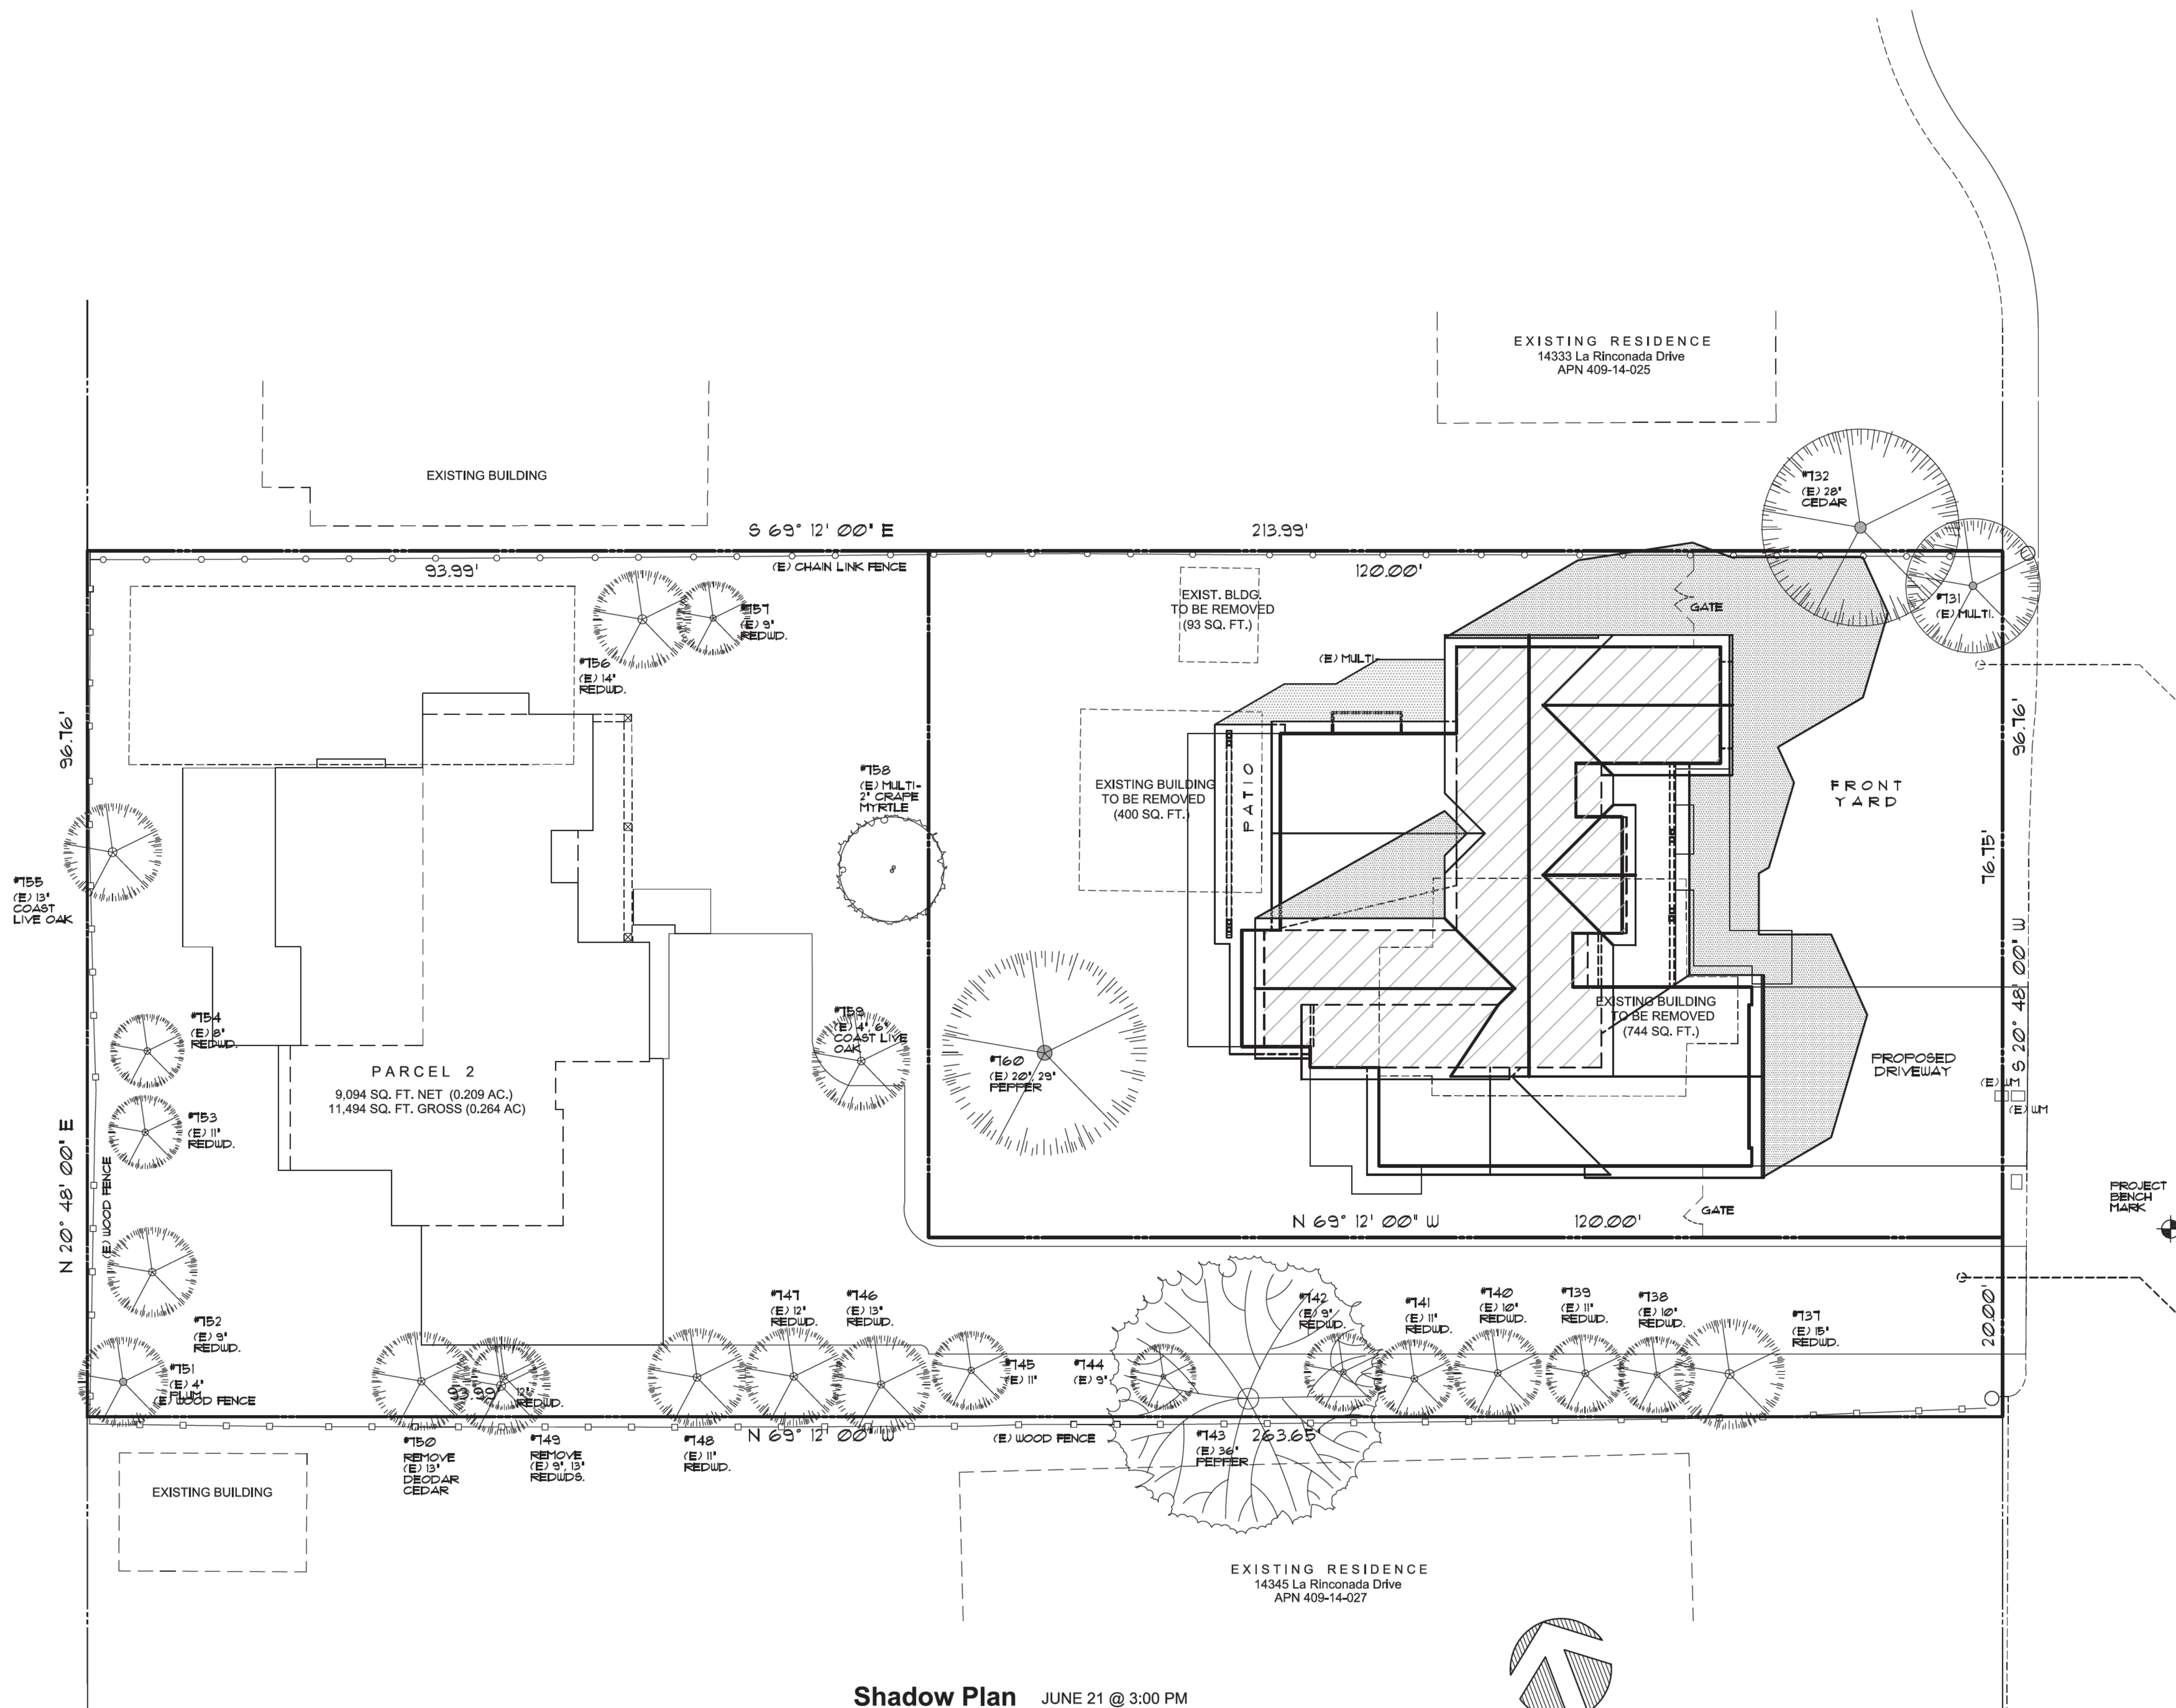 EXISTING RESIDENCE
14333 La Rinconada Drive
APN 409-14-025
EXISTING BUILDING
#732
(E) 28"
CEDAR
S 69° 12' 00" E
213.99'
93.99'
(E) CHAIN LINK FENCE
120.00'
EXIST. BLDG.
TO BE REMOVED
(93 SQ. FT.)
GATE
#731
(E) MULTI.
#757
(E) 9"
REDWD.
#756
(E) 14"
REDWD.
(E) MULTI-
96.76'
96.76'
#758
(E) MULTI-
2" CRAPE
MYRTLE
EXISTING BUILDING
TO BE REMOVED
(400 SQ. FT.)
PATIO
FRONT
YARD
76.75'
#755
(E) 13"
COAST
LIVE OAK
S 20° 48' 00" W
#754
(E) 8"
REDWD.
#759
(E) 4", 6"
COAST LIVE
OAK
EXISTING BUILDING
TO BE REMOVED
(744 SQ. FT.)
#760
(E) 20", 29"
PEPPER
PARCEL 2
9,094 SQ. FT. NET (0.209 AC.)
11,494 SQ. FT. GROSS (0.264 AC)
PROPOSED
DRIVEWAY
(E) WM
(E) WM
#753
(E) 11"
REDWD.
N 20° 48' 00" E
(E) WOOD FENCE
PROJECT
BENCH
MARK
N 69° 12' 00" W
120.00'
GATE
20.00'
#752
(E) 9"
REDWD.
#751
(E) 4"
PLUM
(E) WOOD FENCE
#747
(E) 12"
REDWD.
#746
(E) 13"
REDWD.
#745
(E) 11"
#744
(E) 9"
#742
(E) 9"
REDWD.
#741
(E) 11"
REDWD.
#740
(E) 10"
REDWD.
#739
(E) 11"
REDWD.
#738
(E) 10"
REDWD.
#737
(E) 15"
REDWD.
93.99'
12"
REDWD.
#750
REMOVE
(E) 13"
DEODAR
CEDAR
#749
REMOVE
(E) 9", 13"
REDWDS.
#748
(E) 11"
REDWD.
N 69° 12' 00" W
(E) WOOD FENCE
#743
(E) 36"
PEPPER
263.65'
EXISTING BUILDING
EXISTING RESIDENCE
14345 La Rinconada Drive
APN 409-14-027
Shadow Plan JUNE 21 @ 3:00 PM